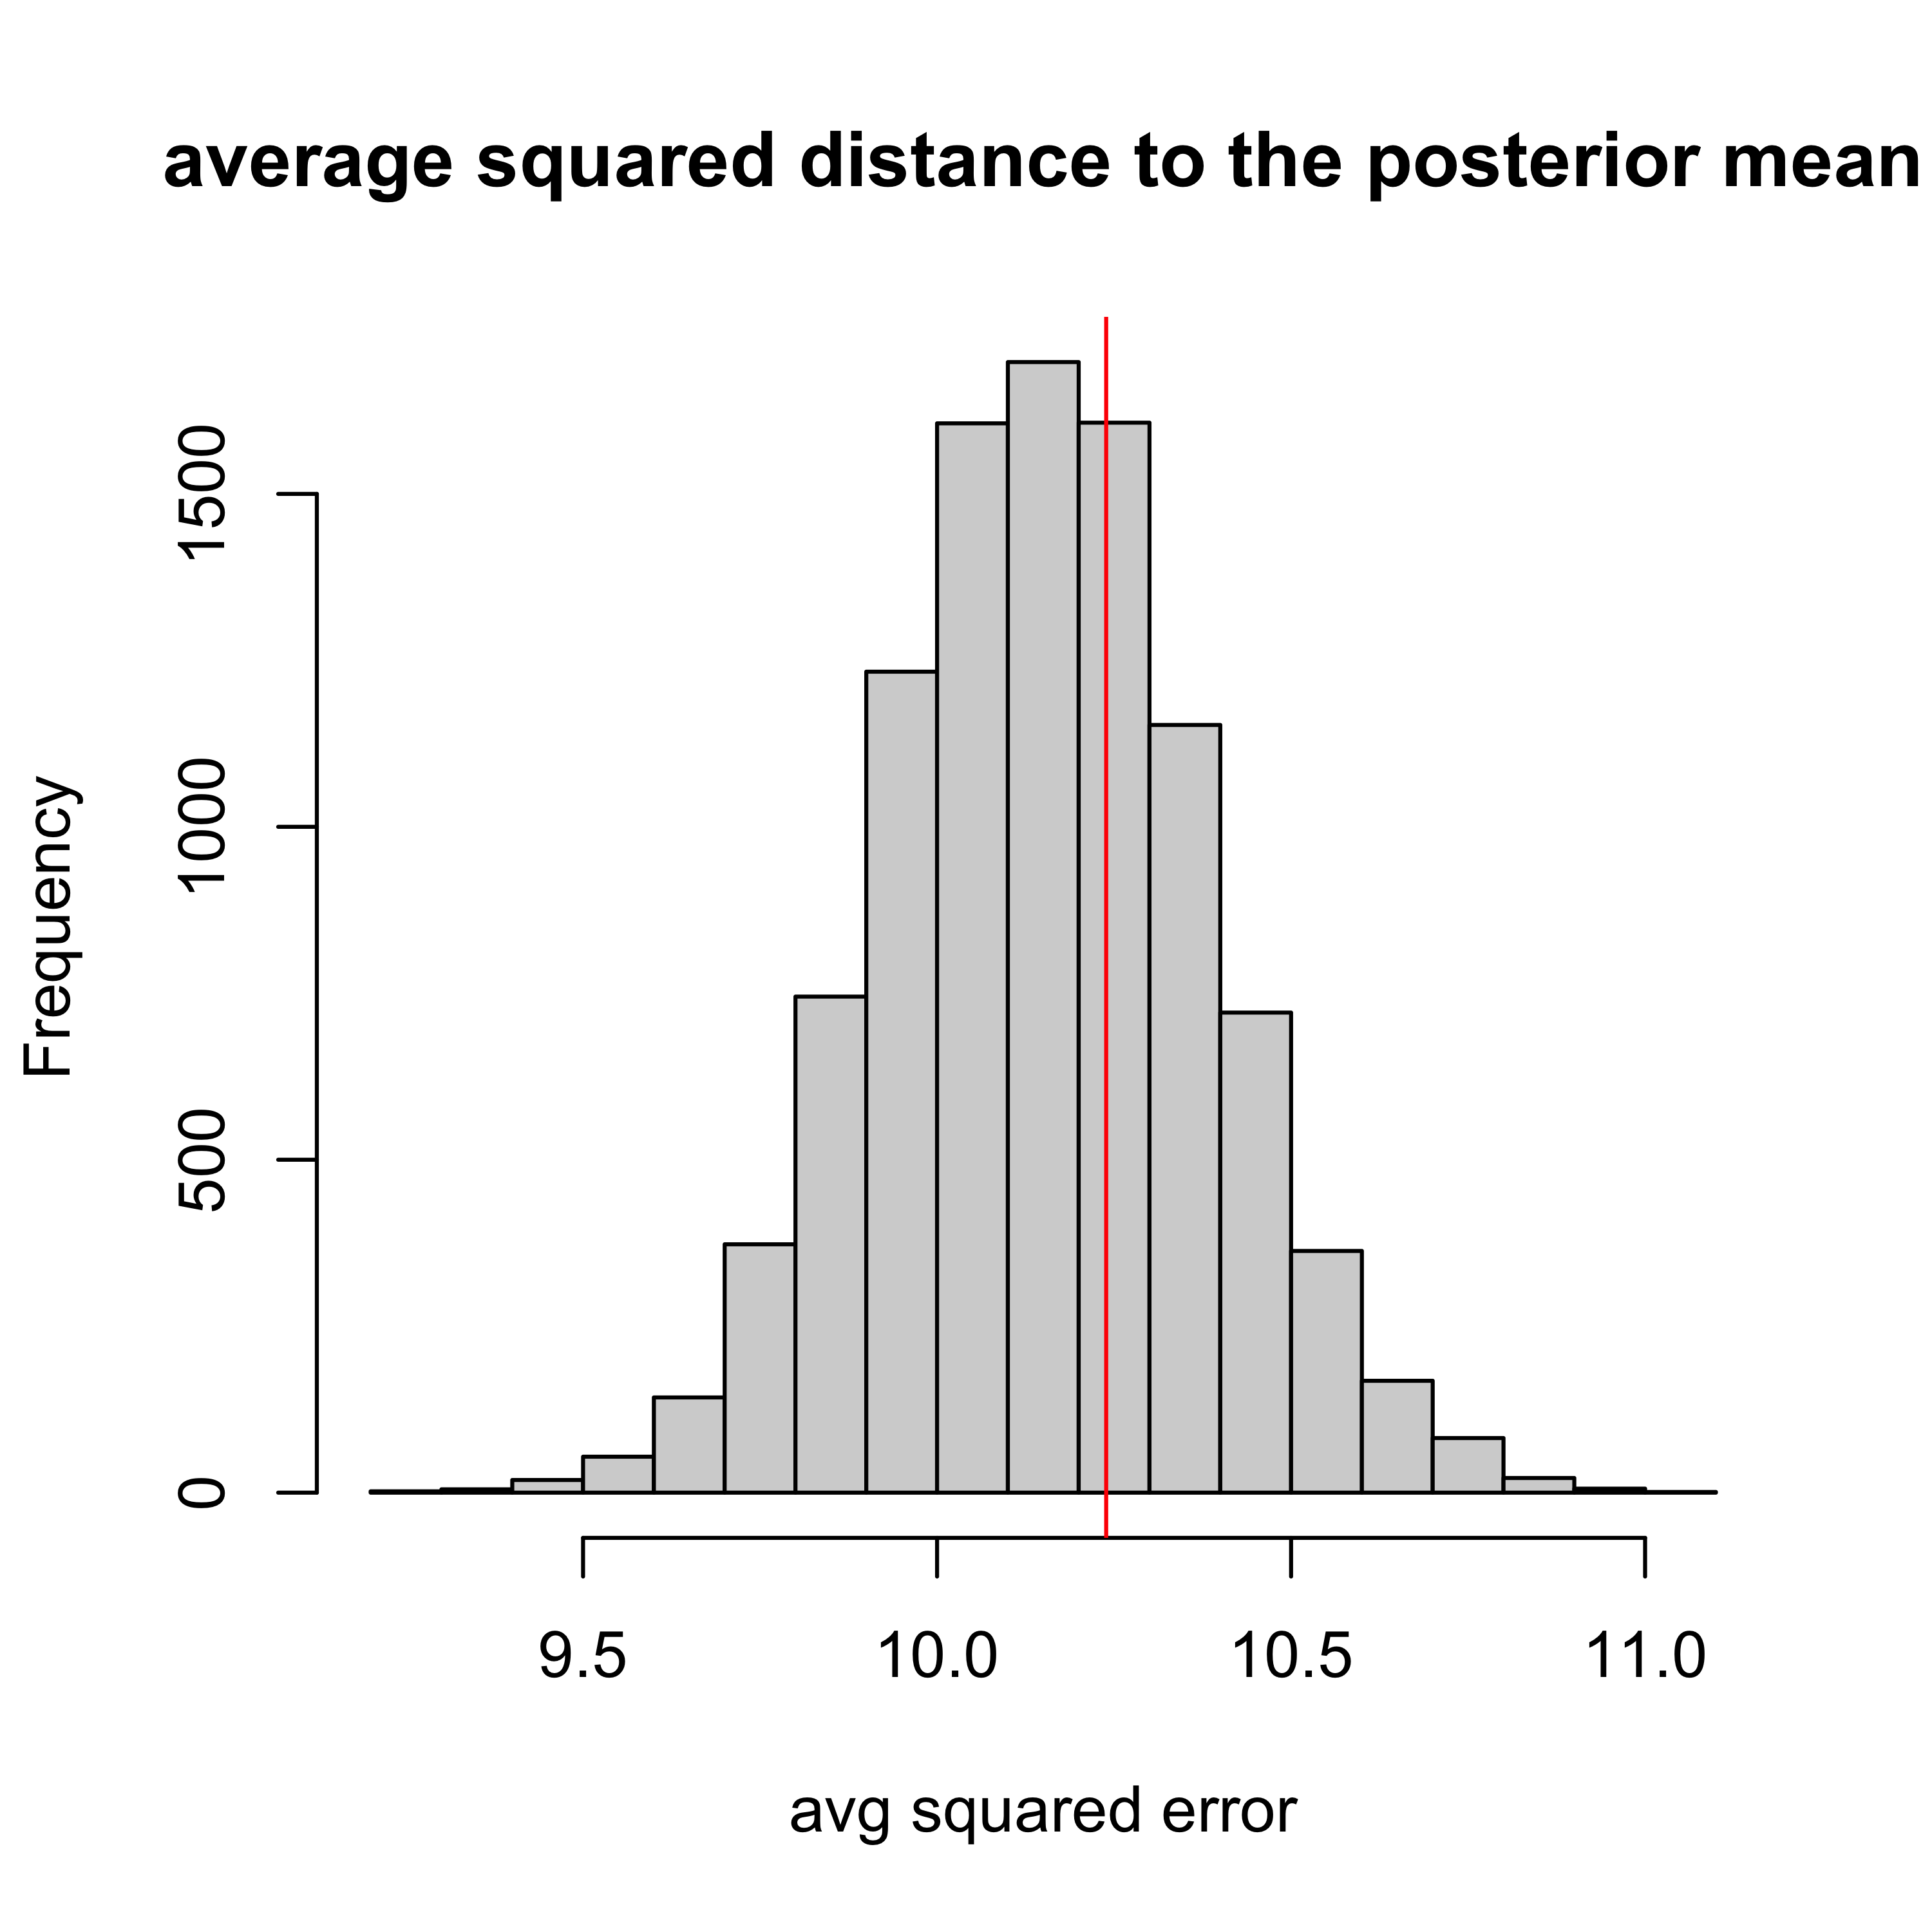 average squared distance to the posterior mean
Frequency
1500
1000
500
0
9.5 10.0 10.5 11.0
avg squared error